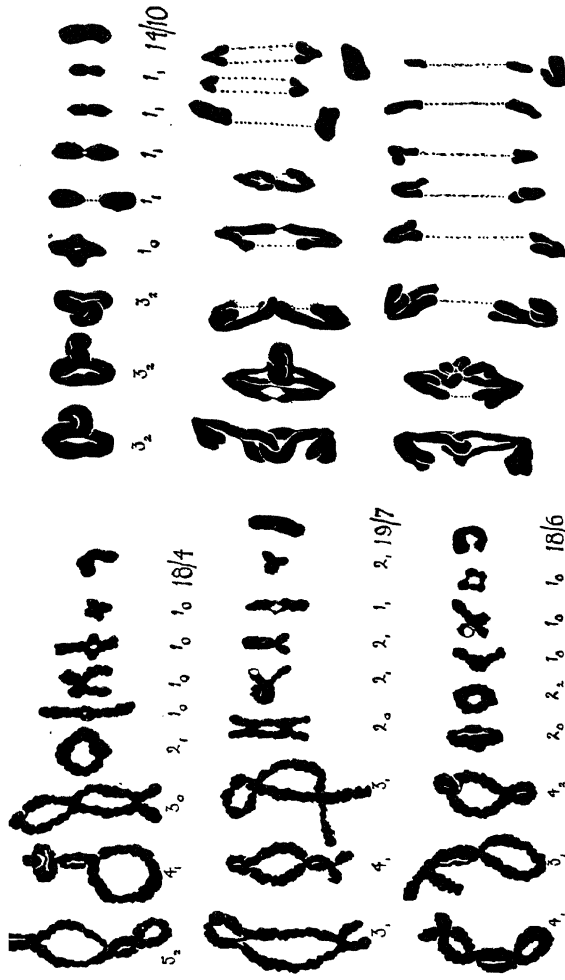 5₂ 4₁ 3₀ 2₁ 1₀ 1₀ 1₀ 1₀ 18/4
3₁ 4₁ 3₁ 2₀ 2₁ 2₁ 1₁ 2₁ 19/7
4₁ 3₁ 4₂ 2₀ 2₂ 1₀ 1₀ 1₀ 18/6
3₂ 3₂ 3₂ 1₀ 1₁ 1₁ 1₁ 1₁ 14/10